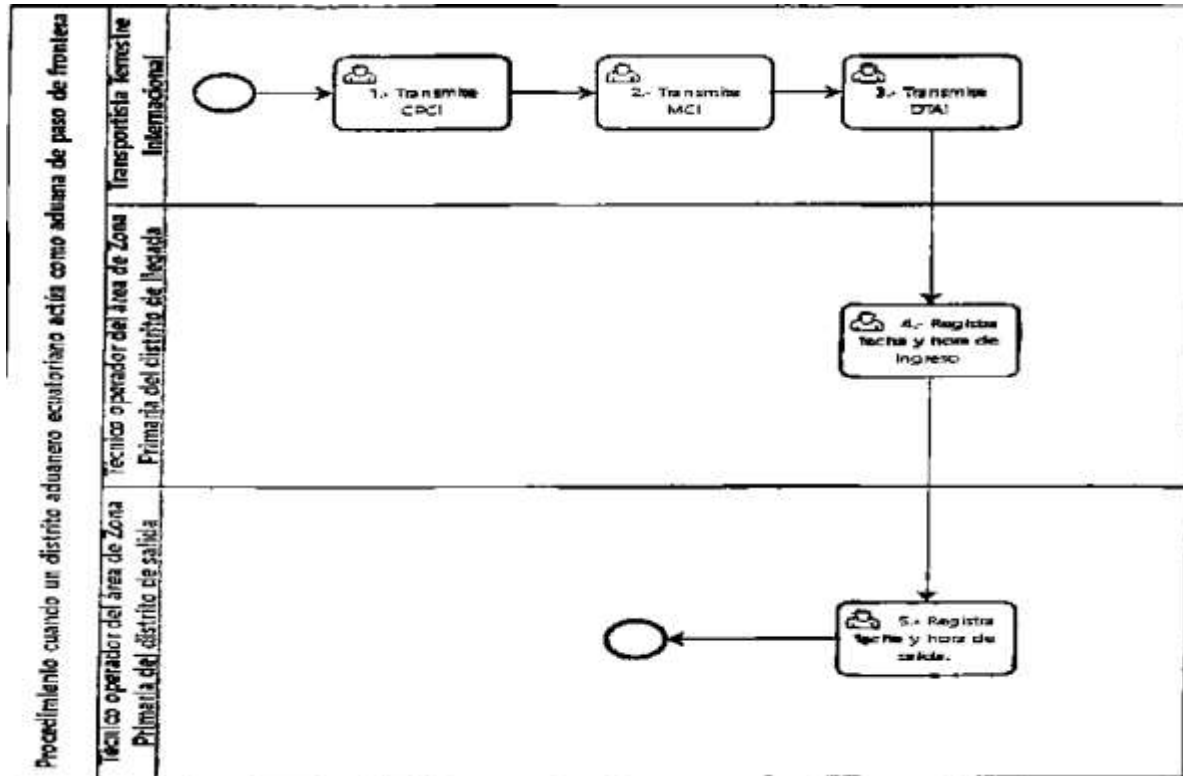 Procedimiento cuando un distrito aduanero ecuatoriano actúa como aduana de paso de frontera
Transportista Terrestre
Internacional
1.- Transmite
CPCI
2.- Transmite
MCI
3.- Transmite
DTAI
Técnico operador del área de Zona
Primaria del distrito de llegada
4.- Registra
fecha y hora de
ingreso
Técnico operador del área de Zona
Primaria del distrito de salida
5.- Registra
fecha y hora de
salida.